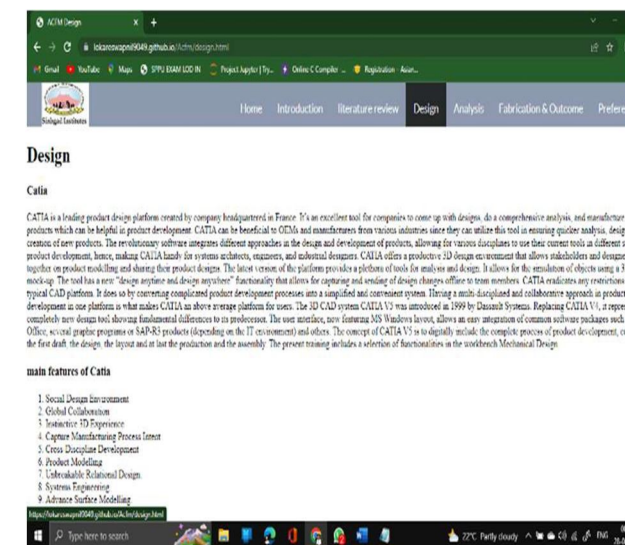 ACFM Design
lokareswapnil9049.github.io/Acfm/design.html
Gmail YouTube Maps SPPU EXAM LOD IN Project Jupyter | Try... Online C Compiler ... Registration - Asian...
Sinhgad Institutes
Home Introduction literature review Design Analysis Fabrication & Outcome Prefere
Design
Catia
CATIA is a leading product design platform created by company headquartered in France. It's an excellent tool for companies to come up with designs, do a comprehensive analysis, and manufacture
products which can be helpful in product development. CATIA can be beneficial to OEMs and manufacturers from various industries since they can utilize this tool in ensuring quicker analysis, desig
creation of new products. The revolutionary software integrates different approaches in the design and development of products, allowing for various disciplines to use their current tools in different s
product development, hence, making CATIA handy for systems architects, engineers, and industrial designers. CATIA offers a productive 3D design environment that allows stakeholders and designe
together on product modelling and sharing their product designs. The latest version of the platform provides a plethora of tools for analysis and design. It allows for the emulation of objects using a 3
mock-up. The tool has a new "design anytime and design anywhere" functionality that allows for capturing and sending of design changes offline to team members. CATIA eradicates any restrictions
typical CAD platform. It does so by converting complicated product development processes into a simplified and convenient system. Having a multi-disciplined and collaborative approach in produc
development in one platform is what makes CATIA an above average platform for users. The 3D CAD system CATIA V5 was introduced in 1999 by Dassault Systems. Replacing CATIA V4, it repres
completely new design tool showing fundamental differences to its predecessor. The user interface, now featuring MS Windows layout, allows an easy integration of common software packages such
Office, several graphic programs or SAP-R3 products (depending on the IT environment) and others. The concept of CATIA V5 is to digitally include the complete process of product development, c
the first draft, the design, the layout and at last the production and the assembly. The present training includes a selection of functionalities in the workbench Mechanical Design.
main features of Catia
1. Social Design Environment
2. Global Collaboration
3. Instinctive 3D Experience
4. Capture Manufacturing Process Intent
5. Cross Discipline Development
6. Product Modelling
7. Unbreakable Relational Design
8. Systems Engineering
9. Advance Surface Modelling
https://lokareswapnil9049.github.io/Acfm/design.html
Type here to search 22°C Partly cloudy ENG